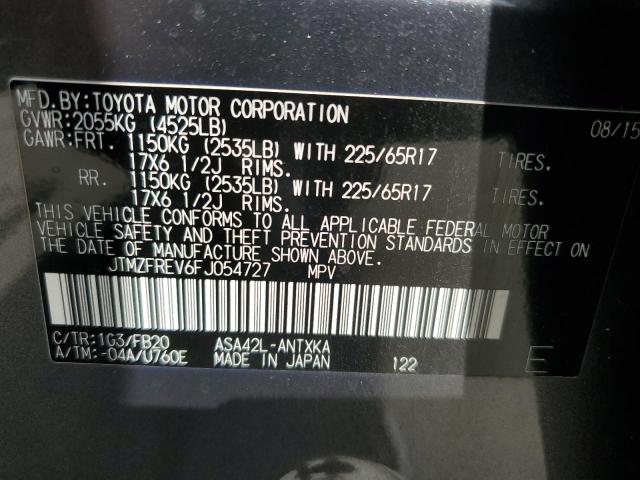 MFD.BY:TOYOTA MOTOR CORPORATION 08/15
GVWR:2055KG (4525LB)
GAWR:FRT. 1150KG (2535LB) WITH 225/65R17 TIRES.
17X6 1/2J RIMS.
RR. 1150KG (2535LB) WITH 225/65R17 TIRES.
17X6 1/2J RIMS.
THIS VEHICLE CONFORMS TO ALL APPLICABLE FEDERAL MOTOR
VEHICLE SAFETY AND THEFT PREVENTION STANDARDS IN EFFECT ON
THE DATE OF MANUFACTURE SHOWN ABOVE.
JTMZFREV6FJ054727 MPV
C/TR:1G3/FB20 ASA42L-ANTXKA
A/TM:-04A/U760E MADE IN JAPAN 122 E